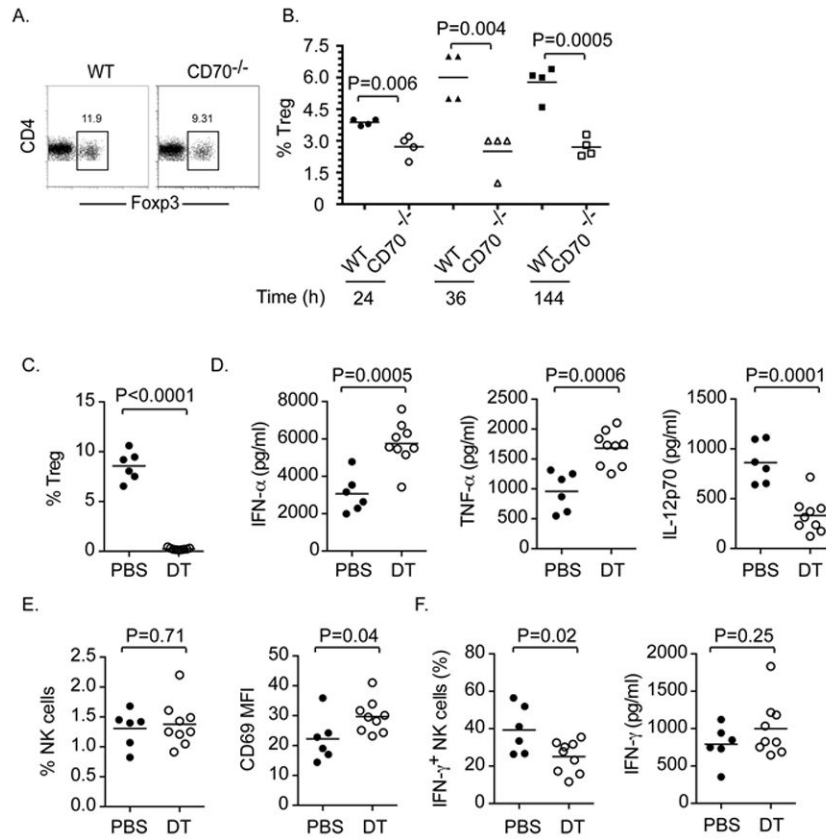 A.
WT
CD70-/-
11.9
9.31
CD4
Foxp3
B.
P=0.006
P=0.004
P=0.0005
7.5
6.0
4.5
3.0
1.5
0
% Treg
WT
CD70 -/-
WT
CD70 -/-
WT
CD70 -/-
Time (h)
24
36
144
C.
P<0.0001
15
10
5
0
% Treg
PBS
DT
D.
P=0.0005
8000
6000
4000
2000
0
IFN-α (pg/ml)
PBS
DT
P=0.0006
2500
2000
1500
1000
500
0
TNF-α (pg/ml)
PBS
DT
P=0.0001
1500
1000
500
0
IL-12p70 (pg/ml)
PBS
DT
E.
P=0.71
2.5
2.0
1.5
1.0
0.5
0.0
% NK cells
PBS
DT
P=0.04
50
40
30
20
10
0
CD69 MFI
PBS
DT
F.
P=0.02
80
60
40
20
0
IFN-γ+ NK cells (%)
PBS
DT
P=0.25
2000
1500
1000
500
0
IFN-γ (pg/ml)
PBS
DT